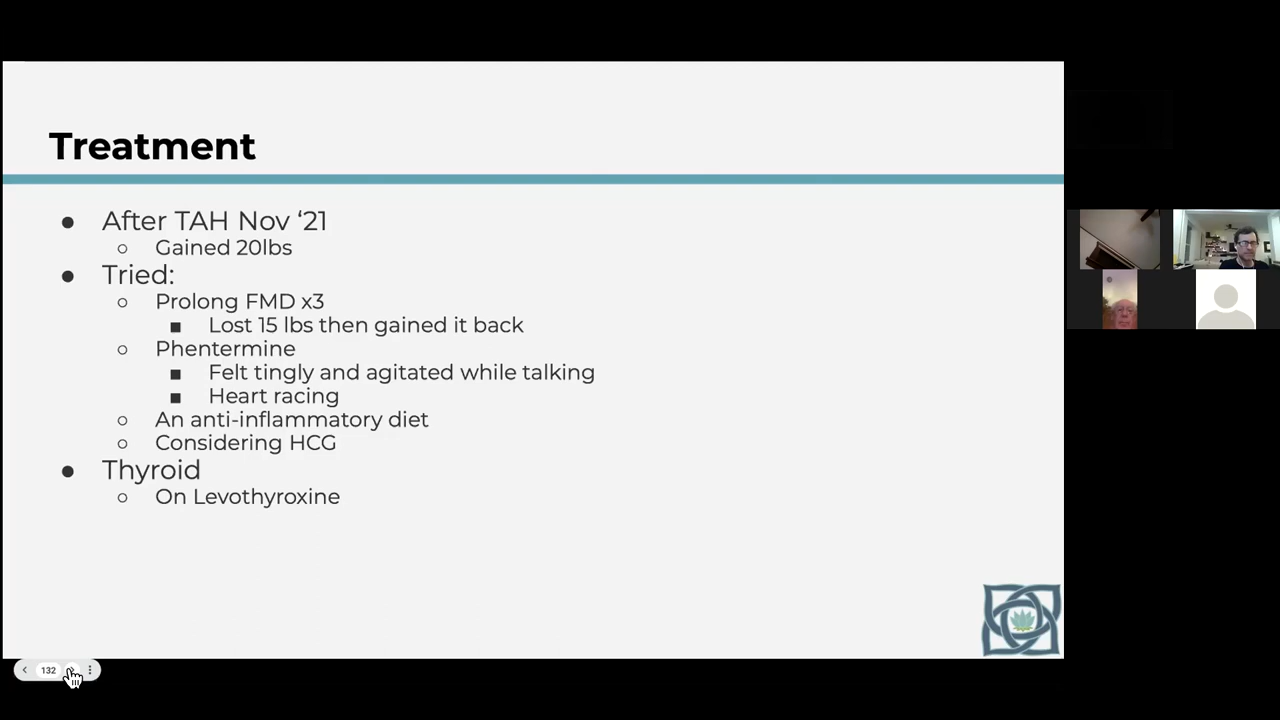 Treatment
● After TAH Nov ‘21
○ Gained 20lbs
● Tried:
○ Prolong FMD x3
■ Lost 15 lbs then gained it back
○ Phentermine
■ Felt tingly and agitated while talking
■ Heart racing
○ An anti-inflammatory diet
○ Considering HCG
● Thyroid
○ On Levothyroxine
132